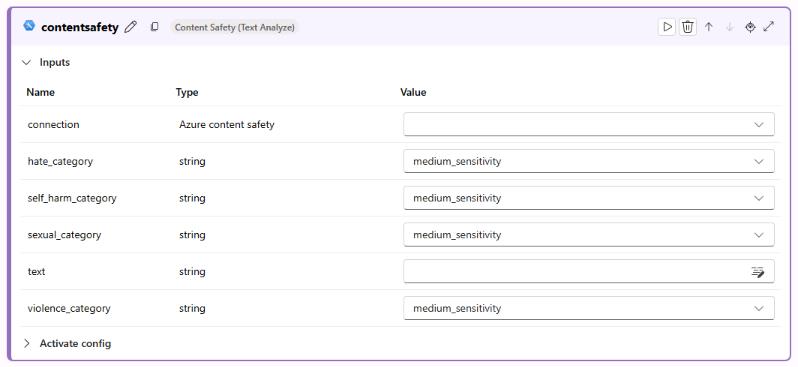 contentsafety Content Safety (Text Analyze)
Inputs
Name Type Value
connection Azure content safety
hate_category string medium_sensitivity
self_harm_category string medium_sensitivity
sexual_category string medium_sensitivity
text string
violence_category string medium_sensitivity
Activate config